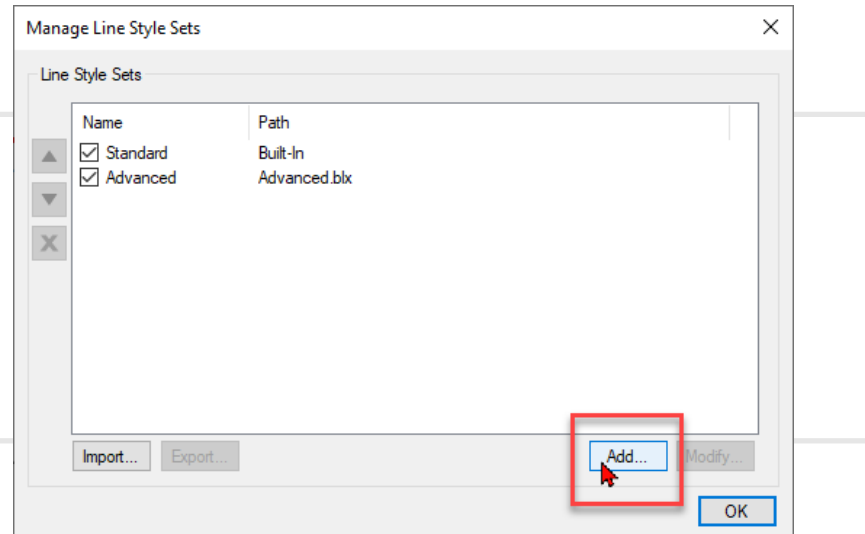 Manage Line Style Sets
Line Style Sets
Name Path
Standard Built-In
Advanced Advanced.blx
Import... Export... Add... Modify...
OK